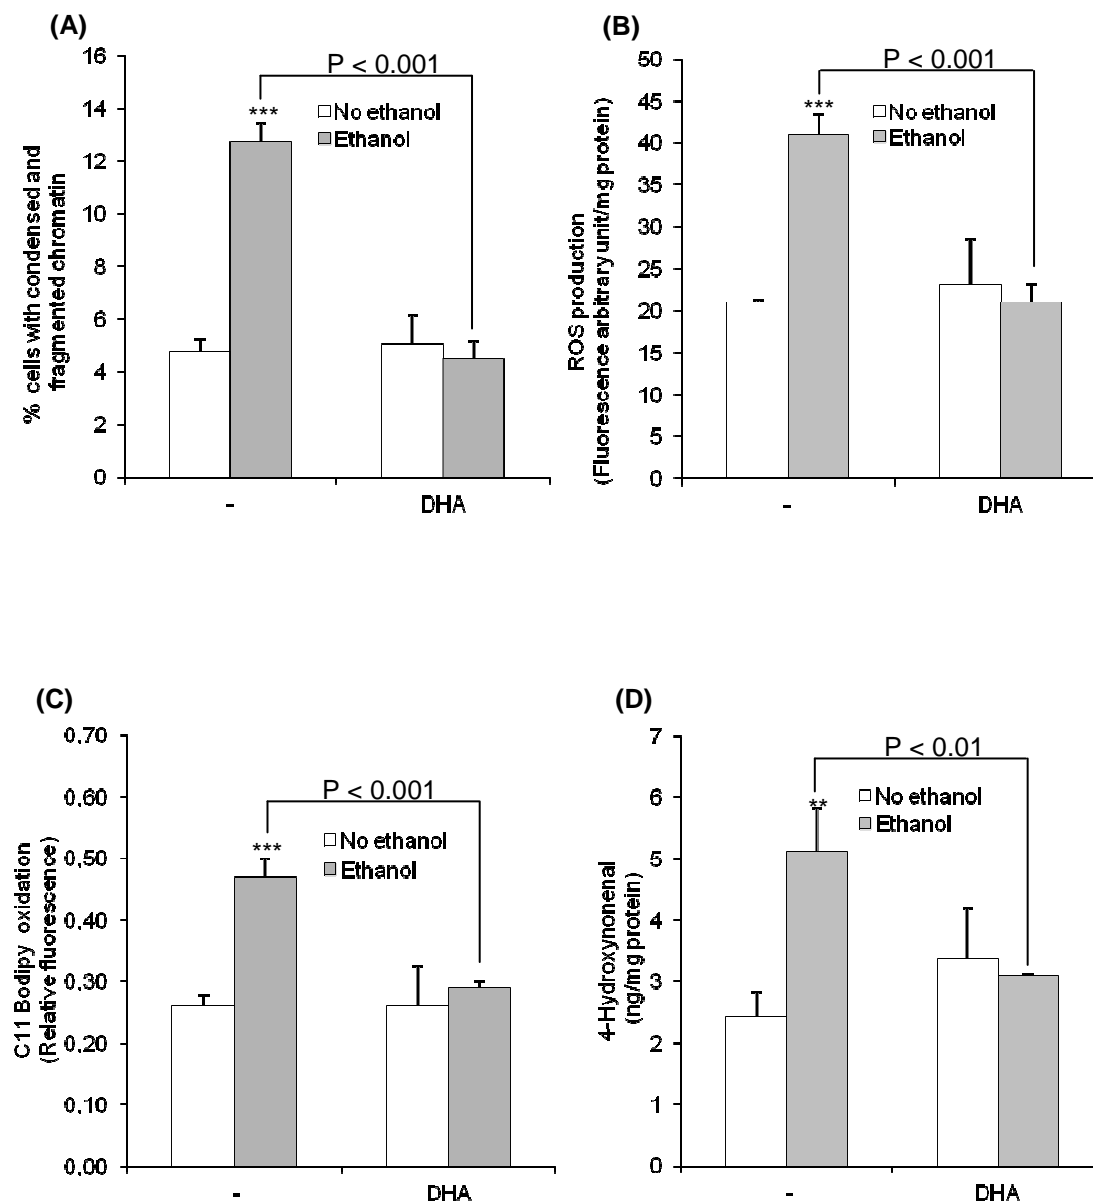 (A)
% cells with condensed and
fragmented chromatin
16
14
12
10
8
6
4
2
0
P < 0.001
***
No ethanol
Ethanol
-
DHA
(B)
ROS production
(Fluorescence arbitrary unit/mg protein)
50
45
40
35
30
25
20
15
10
5
0
P < 0.001
***
No ethanol
Ethanol
-
DHA
(C)
C11 Bodipy oxidation
(Relative fluorescence)
0.70
0.60
0.50
0.40
0.30
0.20
0.10
0.00
P < 0.001
***
No ethanol
Ethanol
-
DHA
(D)
4-Hydroxynonenal
(ng/mg protein)
7
6
5
4
3
2
1
0
P < 0.01
**
No ethanol
Ethanol
-
DHA